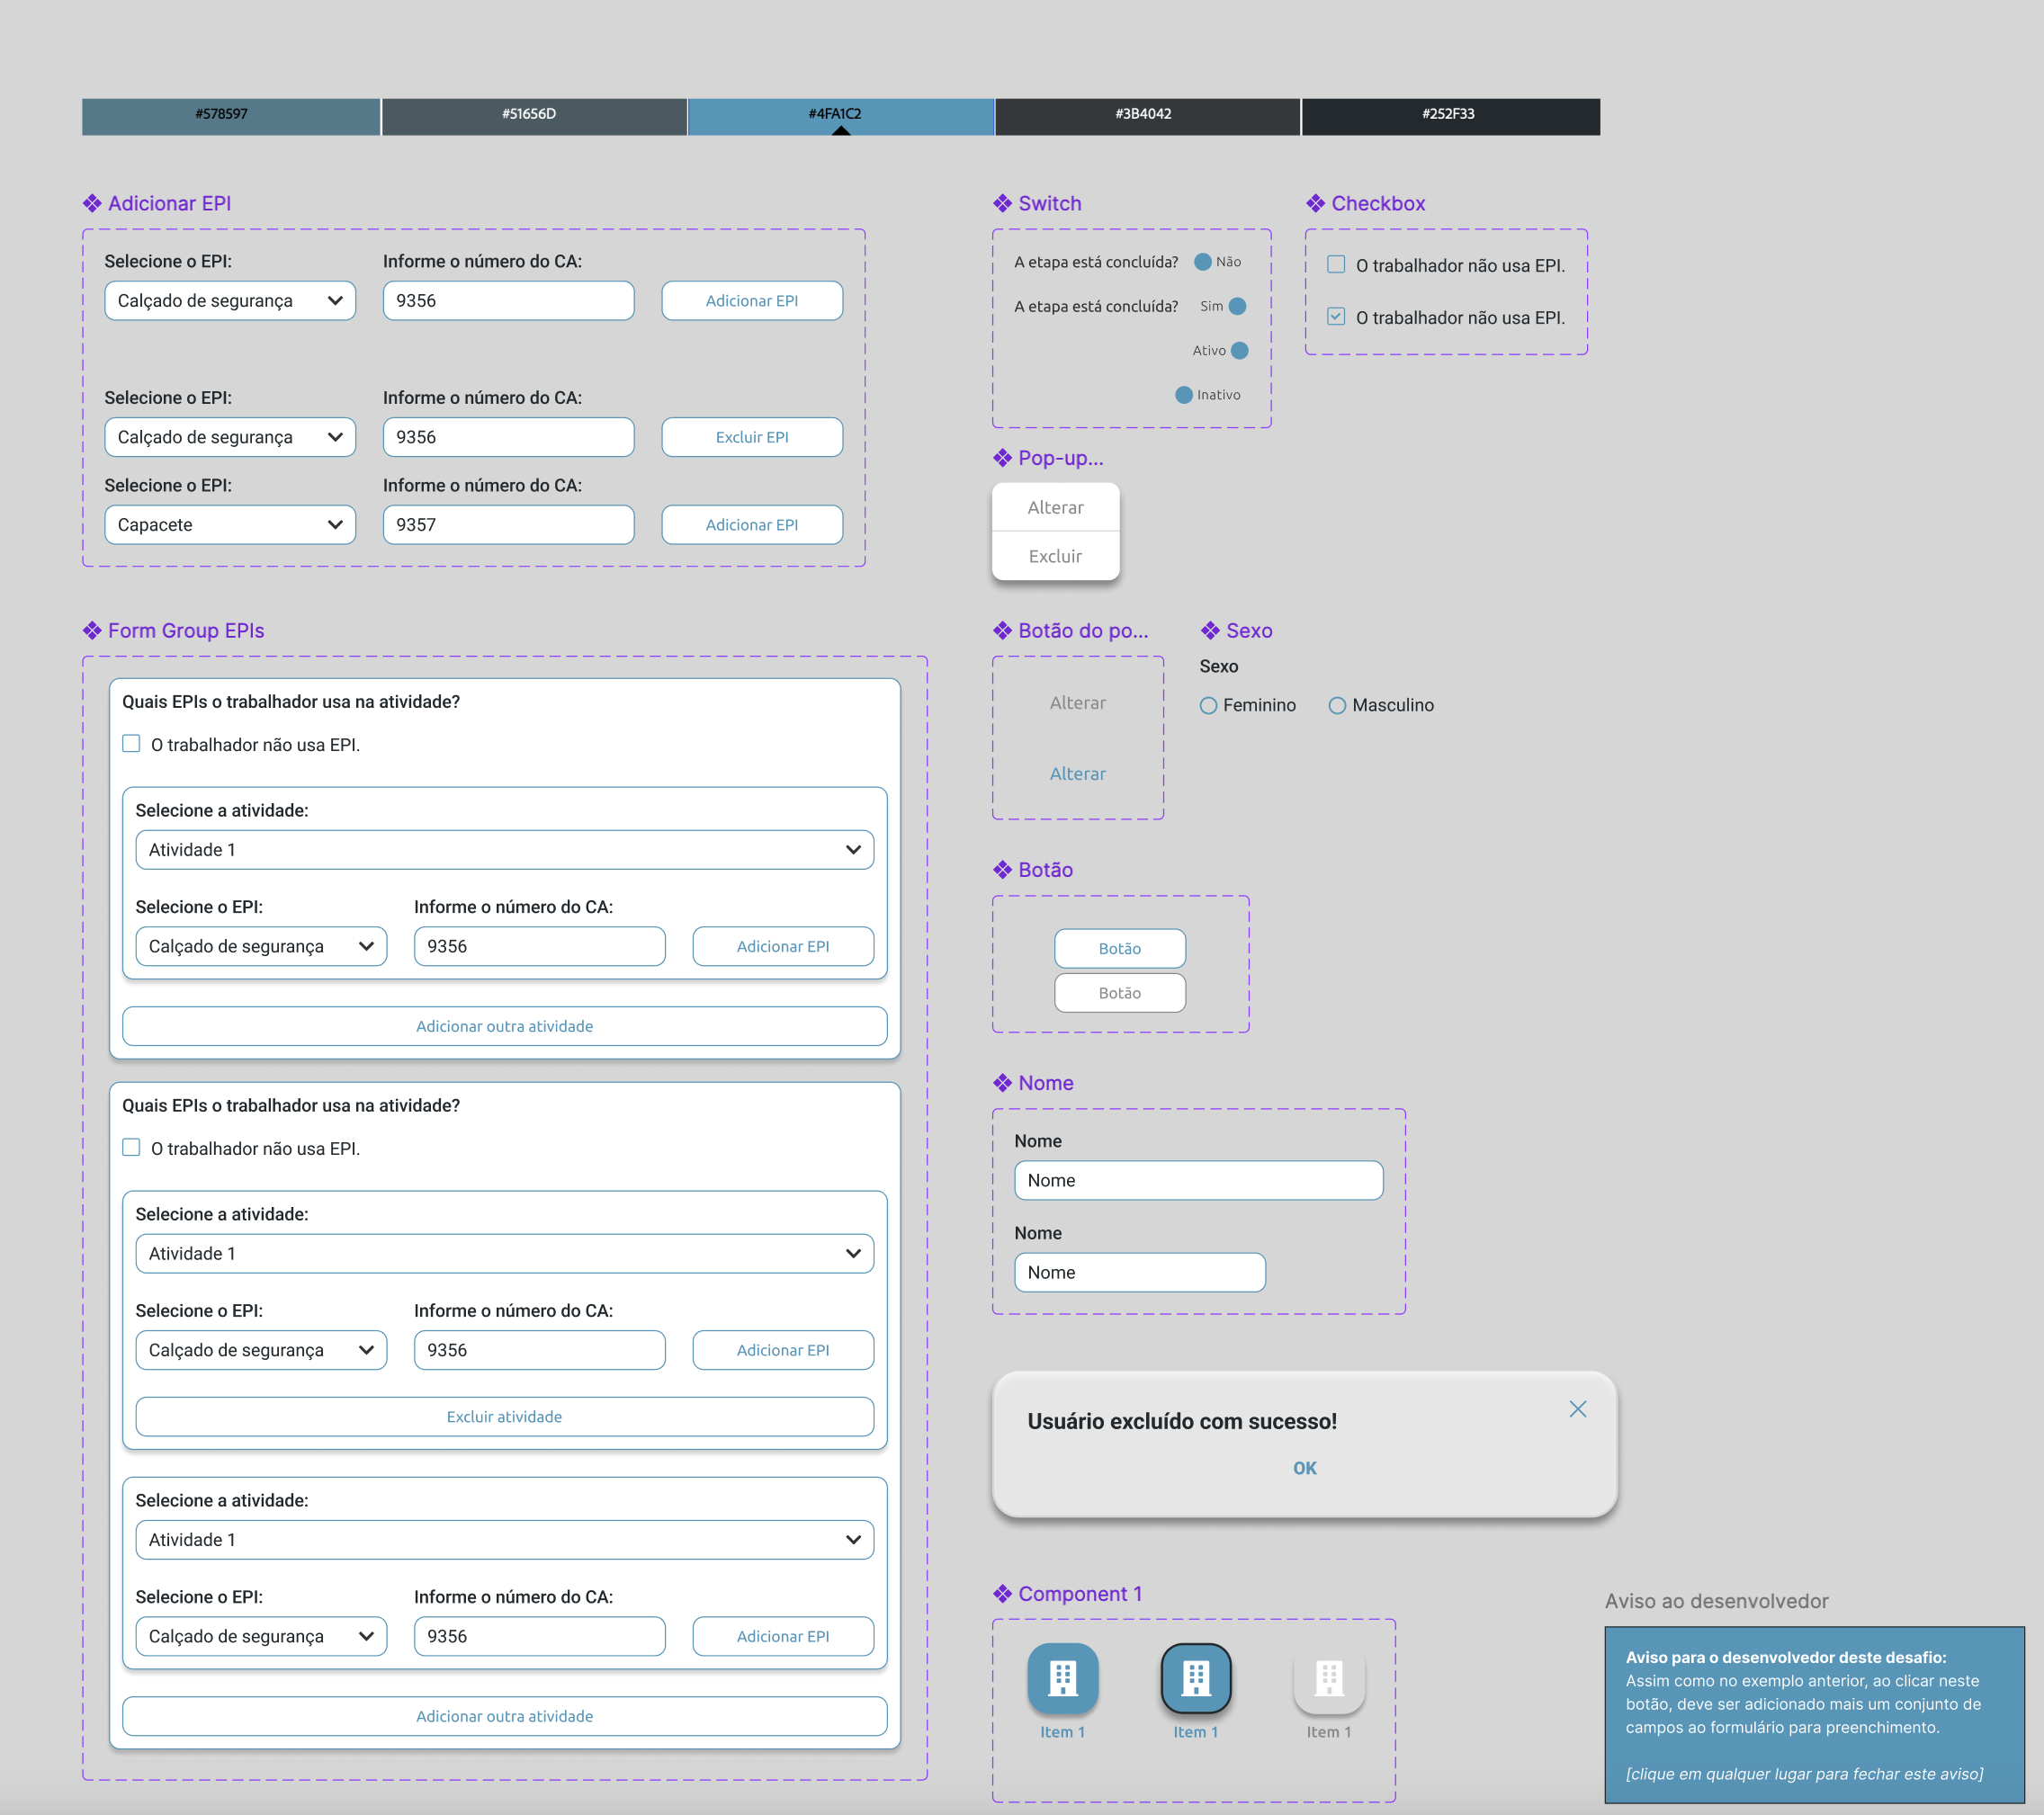 #578597
#51656D
#4FA1C2
#3B4042
#252F33
Adicionar EPI
Selecione o EPI:
Informe o número do CA:
Calçado de segurança
9356
Adicionar EPI
Selecione o EPI:
Informe o número do CA:
Calçado de segurança
9356
Excluir EPI
Selecione o EPI:
Informe o número do CA:
Capacete
9357
Adicionar EPI
Switch
A etapa está concluída?
Não
A etapa está concluída?
Sim
Ativo
Inativo
Checkbox
O trabalhador não usa EPI.
O trabalhador não usa EPI.
Pop-up...
Alterar
Excluir
Form Group EPIs
Quais EPIs o trabalhador usa na atividade?
O trabalhador não usa EPI.
Selecione a atividade:
Atividade 1
Selecione o EPI:
Informe o número do CA:
Calçado de segurança
9356
Adicionar EPI
Adicionar outra atividade
Quais EPIs o trabalhador usa na atividade?
O trabalhador não usa EPI.
Selecione a atividade:
Atividade 1
Selecione o EPI:
Informe o número do CA:
Calçado de segurança
9356
Adicionar EPI
Excluir atividade
Selecione a atividade:
Atividade 1
Selecione o EPI:
Informe o número do CA:
Calçado de segurança
9356
Adicionar EPI
Adicionar outra atividade
Botão do po...
Alterar
Alterar
Sexo
Sexo
Feminino
Masculino
Botão
Botão
Botão
Nome
Nome
Nome
Nome
Nome
Usuário excluído com sucesso!
OK
Component 1
Item 1
Item 1
Item 1
Aviso ao desenvolvedor
Aviso para o desenvolvedor deste desafio:
Assim como no exemplo anterior, ao clicar neste
botão, deve ser adicionado mais um conjunto de
campos ao formulário para preenchimento.
[clique em qualquer lugar para fechar este aviso]